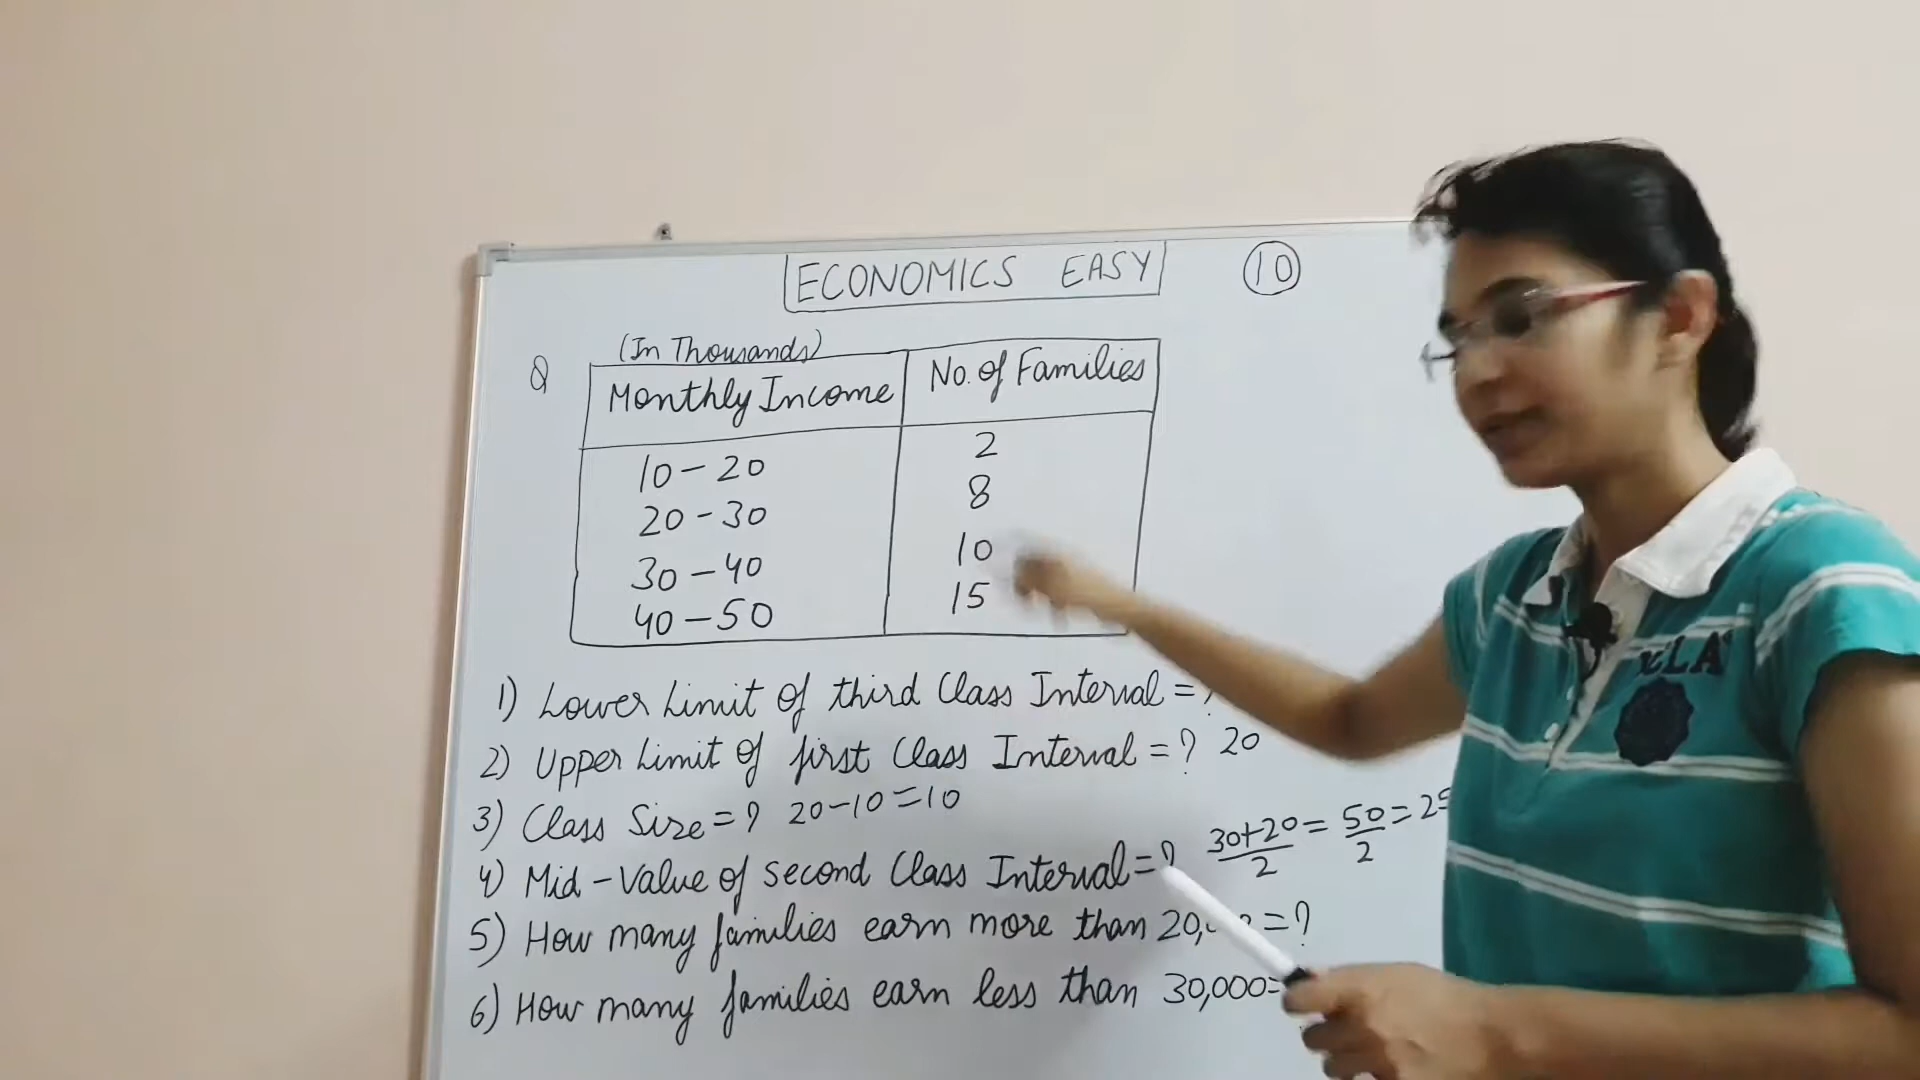 ECONOMICS EASY 10
(In Thousands)
Q Monthly Income No. of Families
10 - 20 2
20 - 30 8
30 - 40 10
40 - 50 15
1) Lower Limit of third Class Interval = ?
2) Upper Limit of first Class Interval = ? 20
3) Class Size = ? 20-10=10
4) Mid-Value of second Class Interval = ? 30+20/2 = 50/2 = 25
5) How many families earn more than = ?
6) How many families earn less than 30,000=